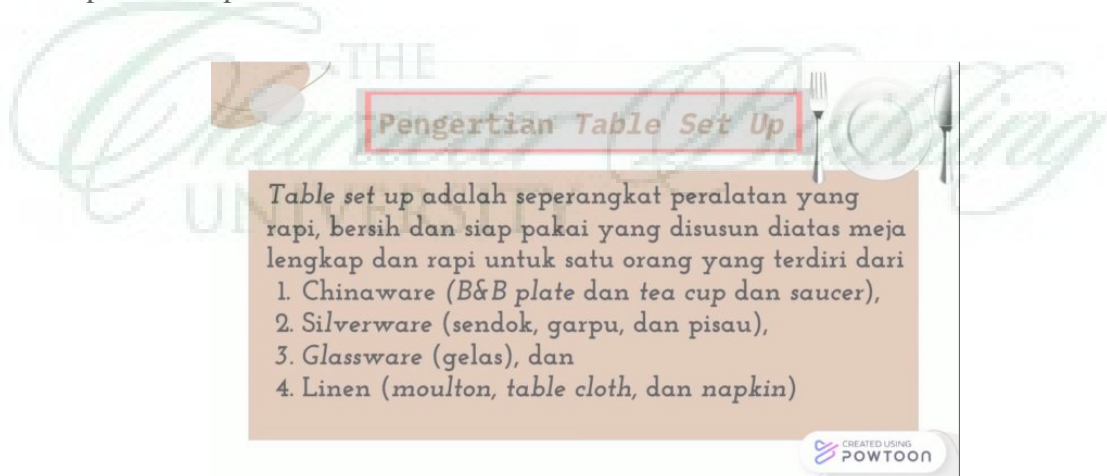 THE
Character Building
UNIVERSITY
Pengertian Table Set Up
Table set up adalah seperangkat peralatan yang
rapi, bersih dan siap pakai yang disusun diatas meja
lengkap dan rapi untuk satu orang yang terdiri dari
1. Chinaware (B&B plate dan tea cup dan saucer),
2. Silverware (sendok, garpu, dan pisau),
3. Glassware (gelas), dan
4. Linen (moulton, table cloth, dan napkin)
CREATED USING
POWTOON